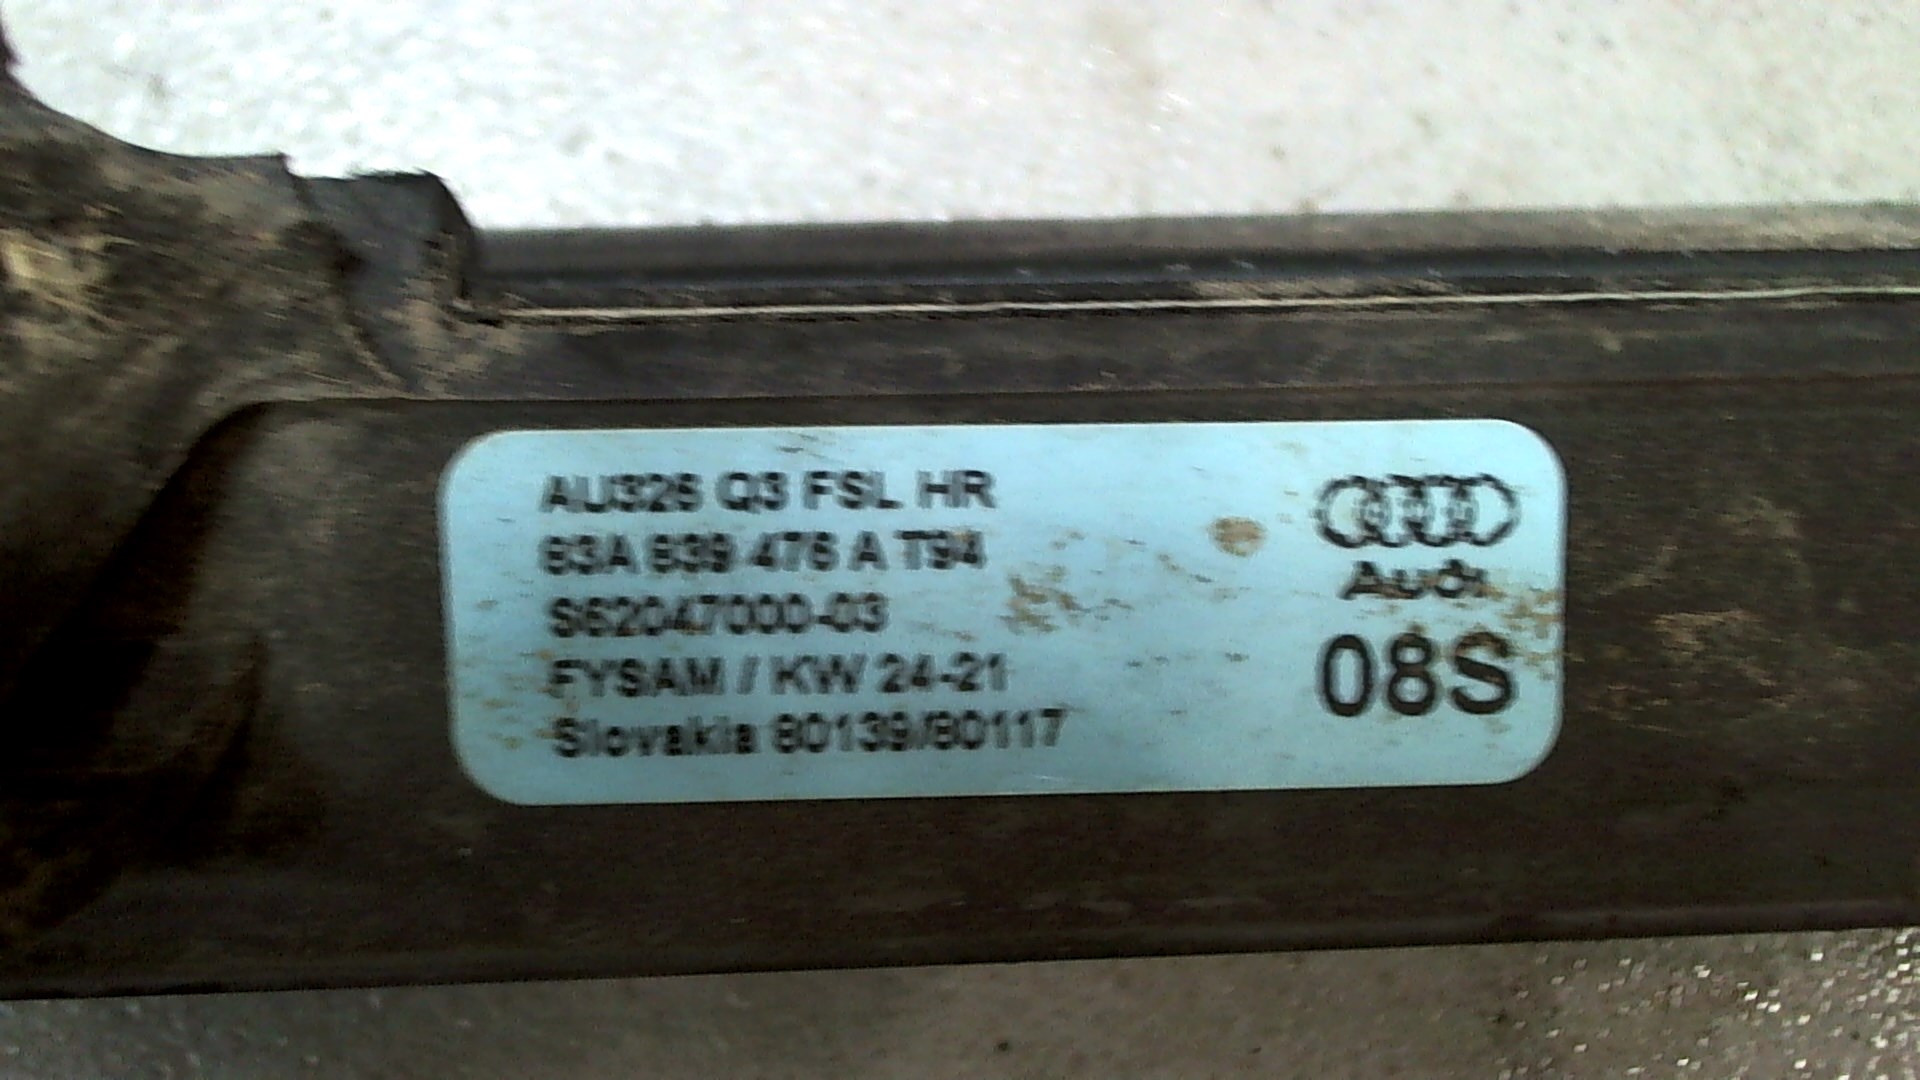 AU326 Q3 FSL HR
83A 839 476 A T94
S62047000-03
FYSAM / KW 24-21
Slovakia 80139/80117
Audi
08S